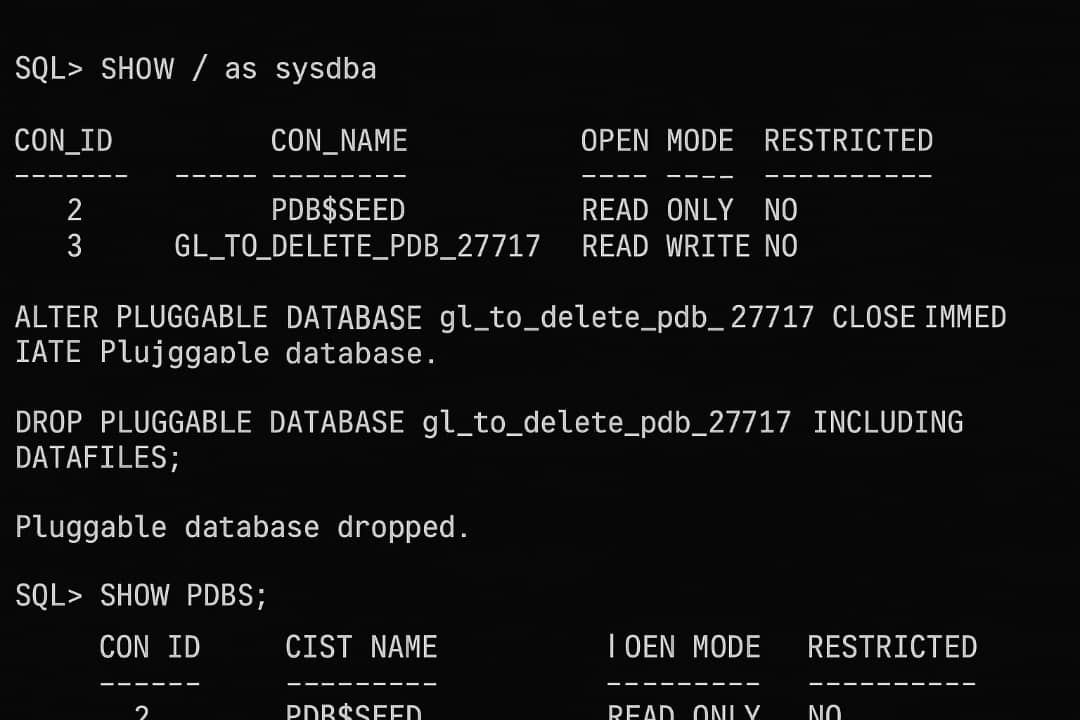 SQL> SHOW / as sysdba
CON_ID CON_NAME OPEN MODE RESTRICTED
------- ----- -------- ---- ---- ----------
2 PDB$SEED READ ONLY NO
3 GL_TO_DELETE_PDB_27717 READ WRITE NO
ALTER PLUGGABLE DATABASE gl_to_delete_pdb_27717 CLOSE IMMED
IATE Plujggable database.
DROP PLUGGABLE DATABASE gl_to_delete_pdb_27717 INCLUDING
DATAFILES;
Pluggable database dropped.
SQL> SHOW PDBS;
CON ID CIST NAME lOEN MODE RESTRICTED
------ --------- --------- ----------
2 PDB$SEED READ ONLY NO